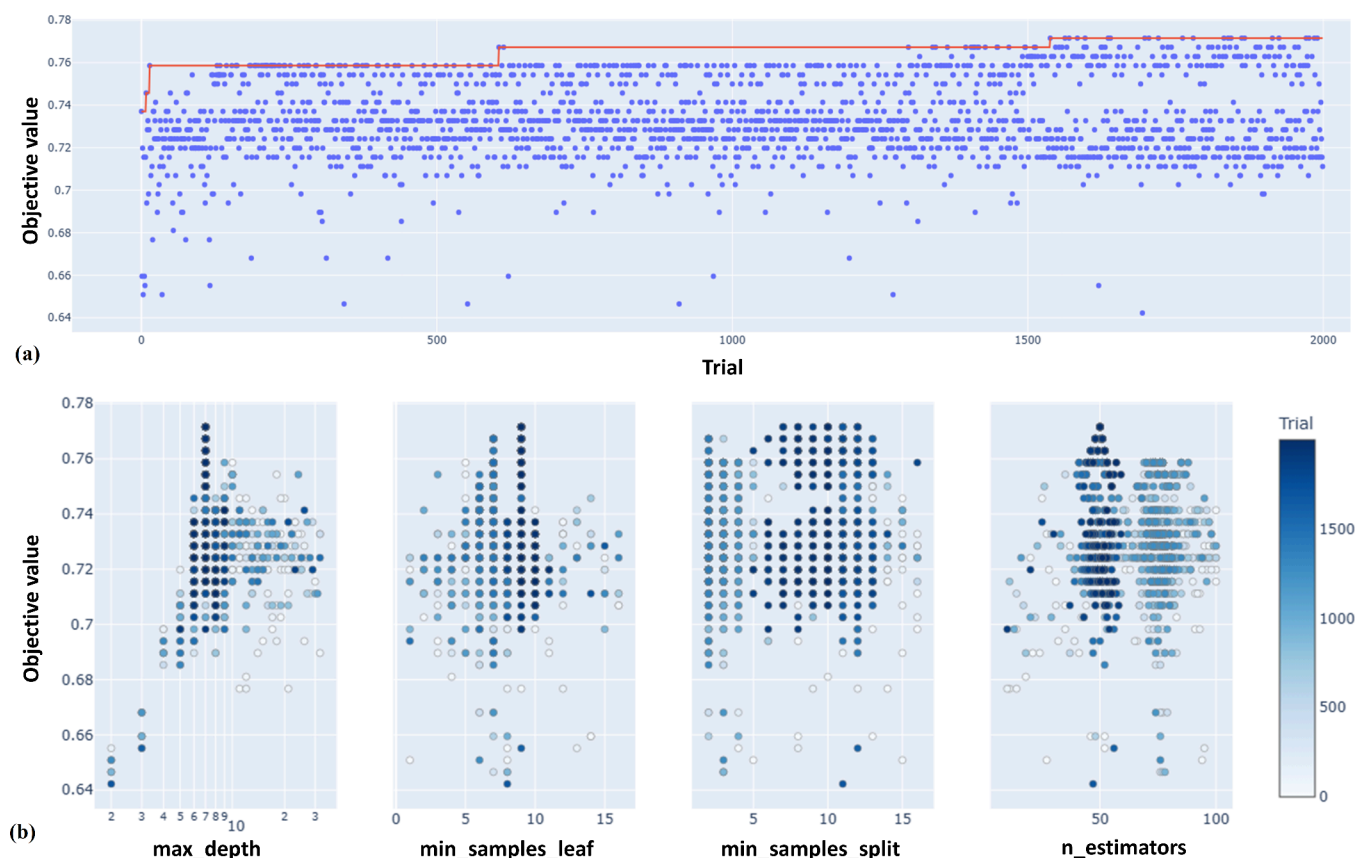 0.78
0.76
0.74
0.72
0.7
0.68
0.66
0.64
Objective value
0 500 1000 1500 2000
(a)
Trial
0.78
0.76
0.74
0.72
0.7
0.68
0.66
0.64
Objective value
Trial
1500
1000
500
0
2 3 4 5 6 7 8 9 10 2 3
0 5 10 15
5 10 15
50 100
(b)
max_depth min_samples_leaf min_samples_split n_estimators